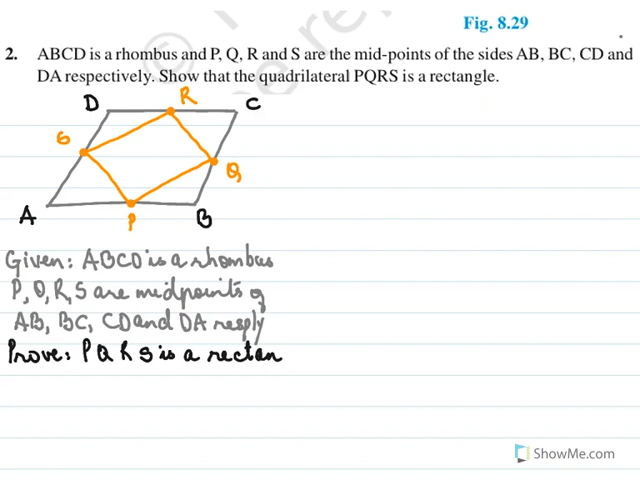 Fig. 8.29
2. ABCD is a rhombus and P, Q, R and S are the mid-points of the sides AB, BC, CD and
DA respectively. Show that the quadrilateral PQRS is a rectangle.
D R C
S Q
A P B
Given: ABCD is a rhombus
P, Q, R, S are midpoints of
AB, BC, CD and DA resply
Prove: PQRS is a rectan
ShowMe.com